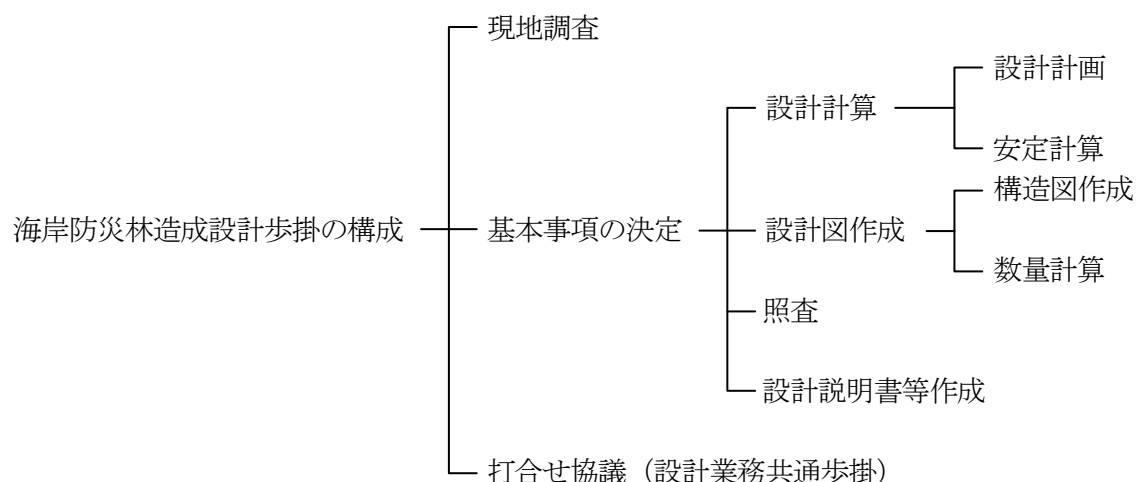 現地調査
設計計画
設計計算
安定計算
構造図作成
海岸防災林造成設計歩掛の構成
基本事項の決定
設計図作成
数量計算
照査
設計説明書等作成
打合せ協議（設計業務共通歩掛）